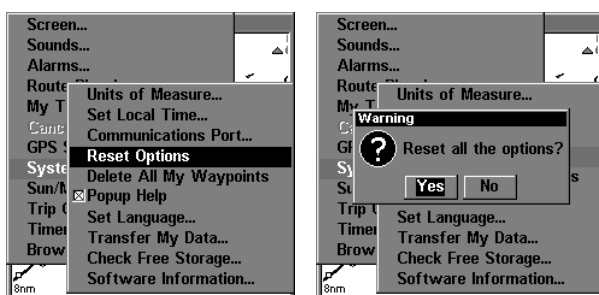 Screen...
Sounds...
Alarms...
Route
My T
Units of Measure...
Set Local Time...
Canc
Communications Port...
GPS S
Reset Options
Syste
Delete All My Waypoints
Sun/M
Popup Help
Trip C
Set Language...
Timer
Transfer My Data...
Brow
Check Free Storage...
Software Information...
8nm
Screen...
Sounds...
Alarms...
Route
My T
Units of Measure...
Warning
Reset all the options?
Yes No
s
Trip
Set Language...
Timer
Transfer My Data...
Brow
Check Free Storage...
Software Information...
8nm